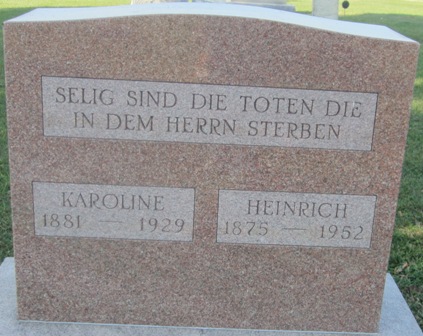 SELIG SIND DIE TOTEN DIE
IN DEM HERRN STERBEN
KAROLINE
1881 — 1929
HEINRICH
1875 — 1952